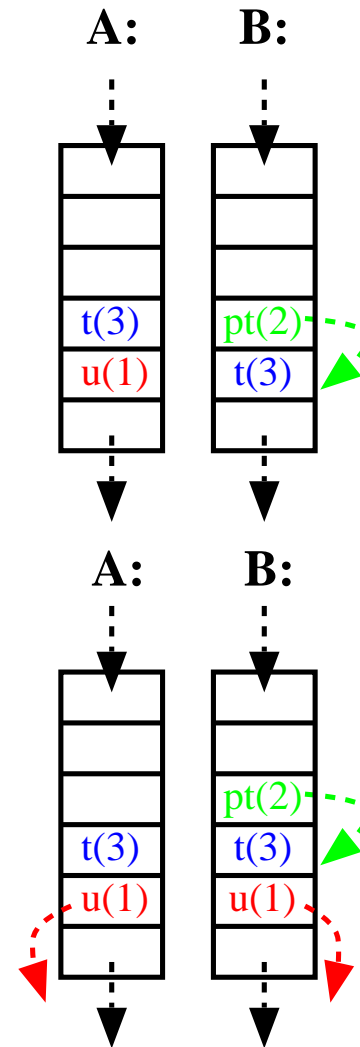 A: B:
t(3) pt(2)
u(1) t(3)
A: B:
pt(2)
t(3) t(3)
u(1) u(1)